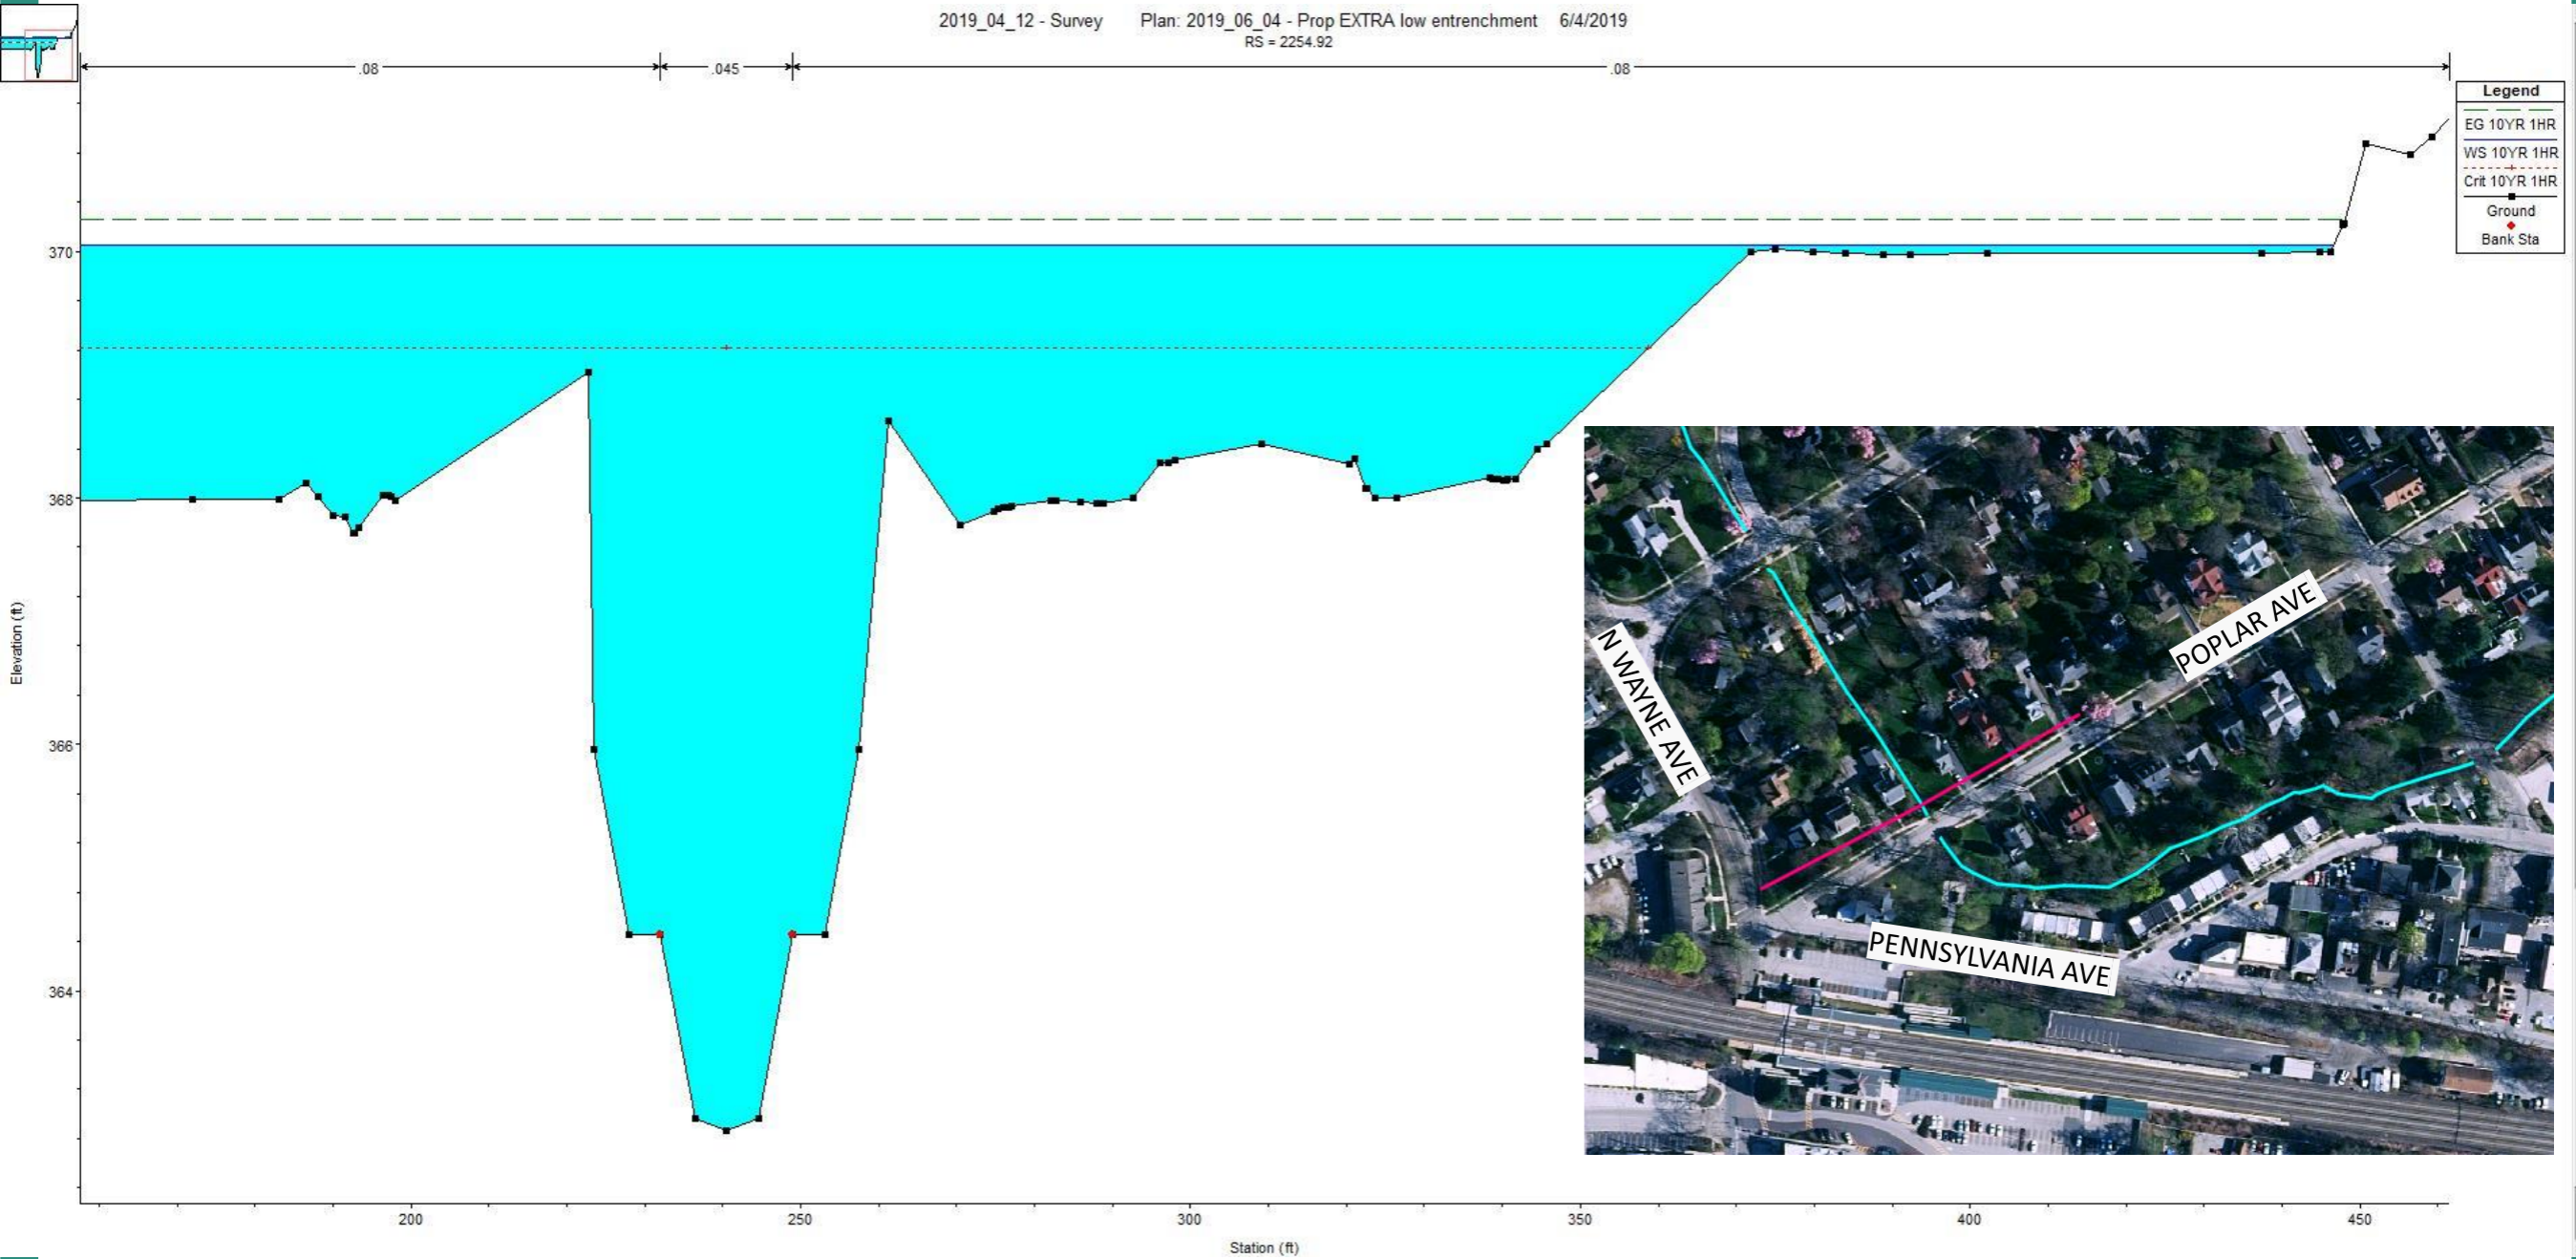 2019_04_12 - Survey Plan: 2019_06_04 - Prop EXTRA low entrenchment 6/4/2019
RS = 2254.92
.08
.045
.08
Legend
EG 10YR 1HR
WS 10YR 1HR
Crit 10YR 1HR
Ground
Bank Sta
370
368
366
364
Elevation (ft)
200
250
300
350
400
450
Station (ft)
N WAYNE AVE
POPLAR AVE
PENNSYLVANIA AVE